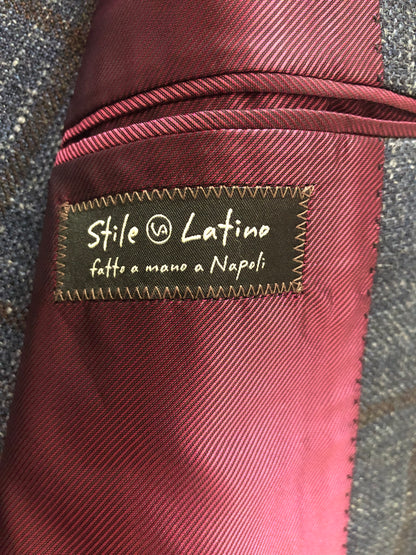 Stile VA Latino
fatto a mano a Napoli